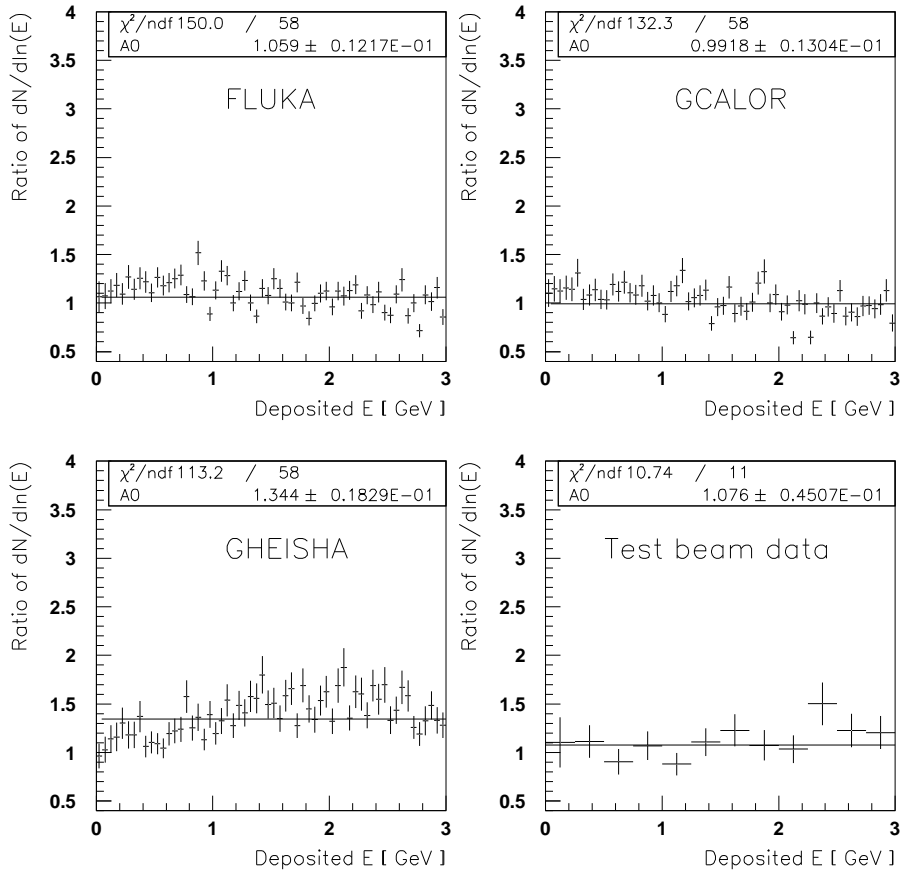 χ²/ndf 150.0 / 58
A0 1.059 ± 0.1217E-01
FLUKA
Ratio of dN/dln(E)
4
3.5
3
2.5
2
1.5
1
0.5
0 1 2 3
Deposited E [ GeV ]
χ²/ndf 132.3 / 58
A0 0.9918 ± 0.1304E-01
GCALOR
Ratio of dN/dln(E)
4
3.5
3
2.5
2
1.5
1
0.5
0 1 2 3
Deposited E [ GeV ]
χ²/ndf 113.2 / 58
A0 1.344 ± 0.1829E-01
GHEISHA
Ratio of dN/dln(E)
4
3.5
3
2.5
2
1.5
1
0.5
0 1 2 3
Deposited E [ GeV ]
χ²/ndf 10.74 / 11
A0 1.076 ± 0.4507E-01
Test beam data
Ratio of dN/dln(E)
4
3.5
3
2.5
2
1.5
1
0.5
0 1 2 3
Deposited E [ GeV ]